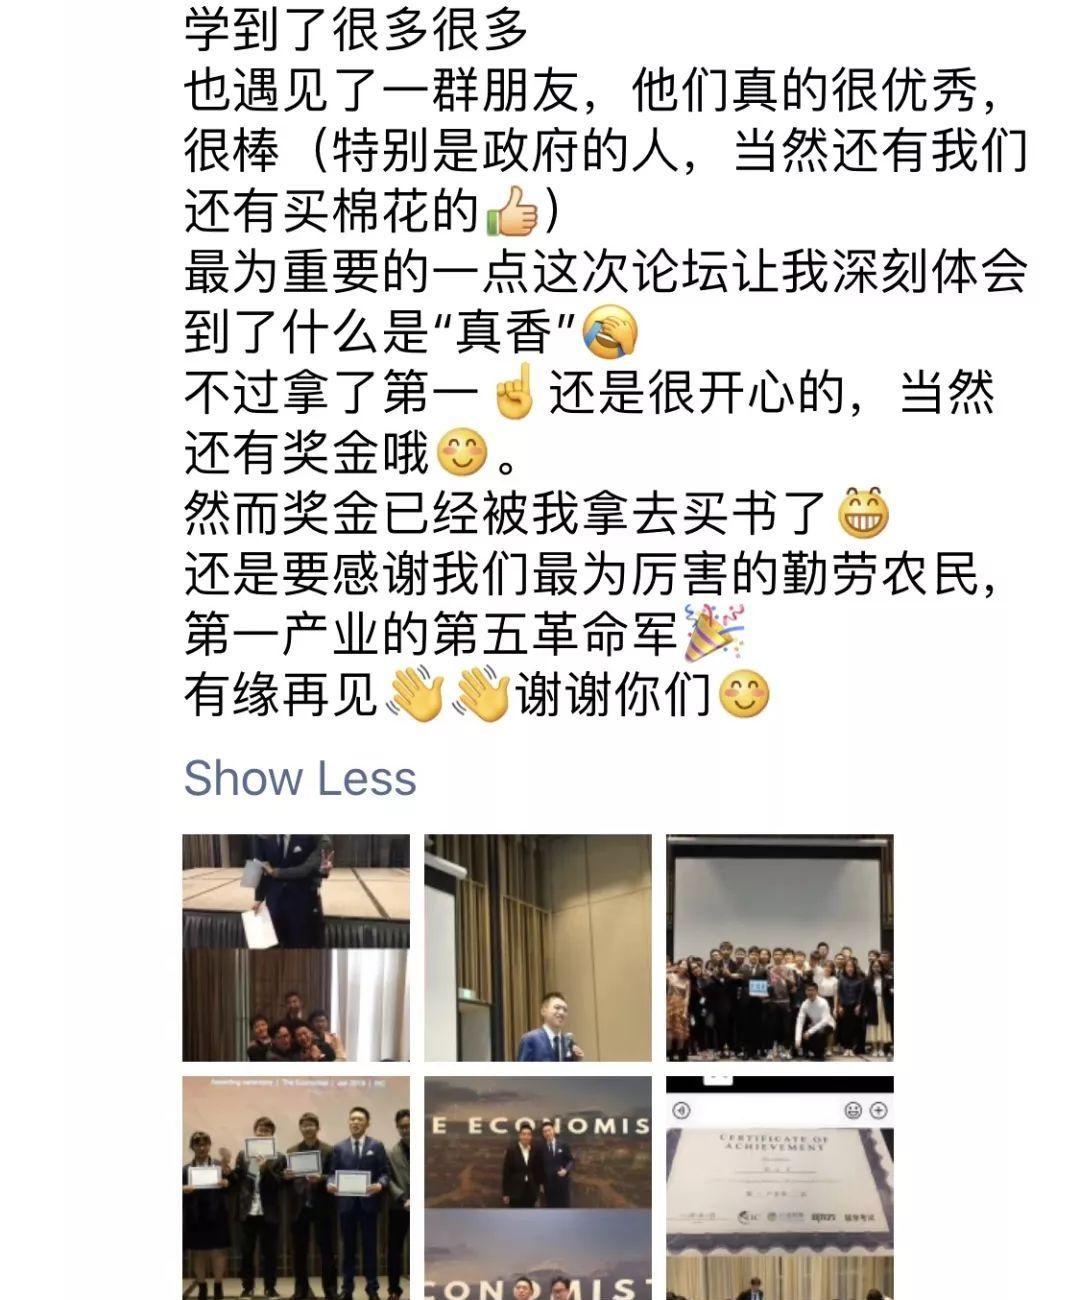 学到了很多很多
也遇见了一群朋友，他们真的很优秀，
很棒（特别是政府的人，当然还有我们
还有买棉花的👍）
最为重要的一点这次论坛让我深刻体会
到了什么是“真香”🤦
不过拿了第一☝还是很开心的，当然
还有奖金哦😊。
然而奖金已经被我拿去买书了😁
还是要感谢我们最为厉害的勤劳农民，
第一产业的第五革命军🎉
有缘再见👋👋谢谢你们😊
Show Less
Awarding ceremony | The Economist |
E ECONOMIS
CERTIFICATE OF
ACHIEVEMENT
CONOMIST